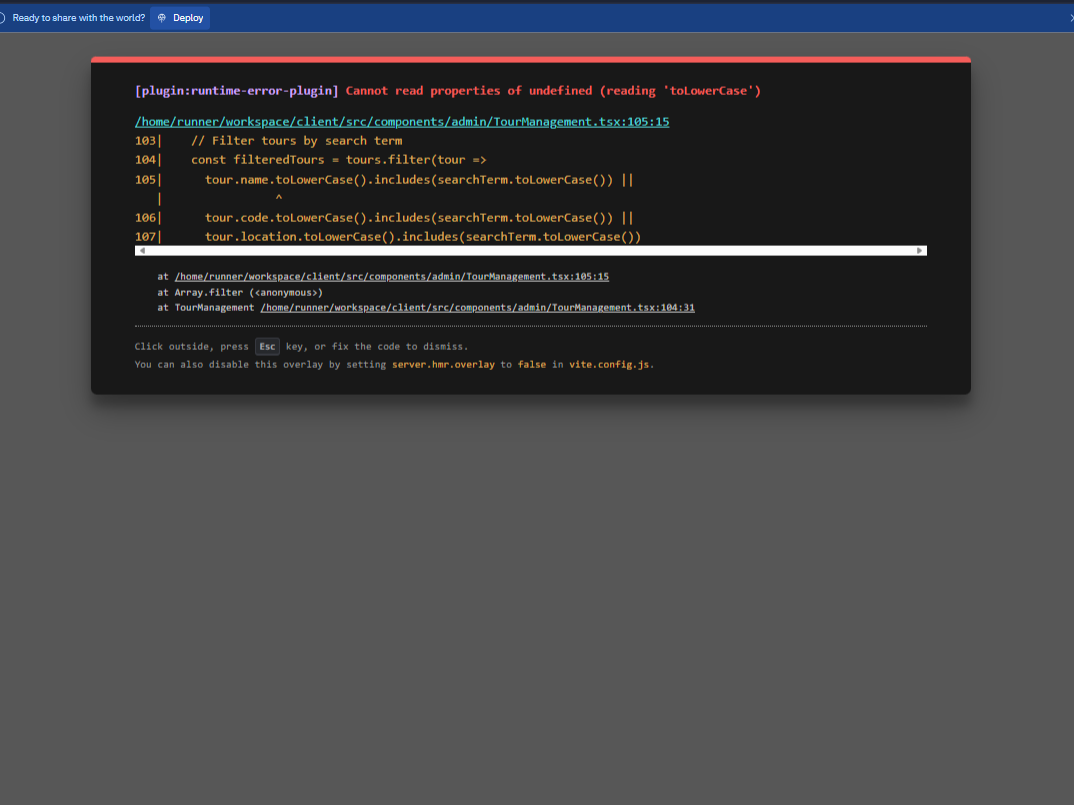 Ready to share with the world? Deploy
[plugin:runtime-error-plugin] Cannot read properties of undefined (reading 'toLowerCase')
/home/runner/workspace/client/src/components/admin/TourManagement.tsx:105:15
103|    // Filter tours by search term
104|    const filteredTours = tours.filter(tour =>
105|      tour.name.toLowerCase().includes(searchTerm.toLowerCase()) ||
   |                ^
106|      tour.code.toLowerCase().includes(searchTerm.toLowerCase()) ||
107|      tour.location.toLowerCase().includes(searchTerm.toLowerCase())
at /home/runner/workspace/client/src/components/admin/TourManagement.tsx:105:15
at Array.filter (<anonymous>)
at TourManagement /home/runner/workspace/client/src/components/admin/TourManagement.tsx:104:31
Click outside, press Esc key, or fix the code to dismiss.
You can also disable this overlay by setting server.hmr.overlay to false in vite.config.js.